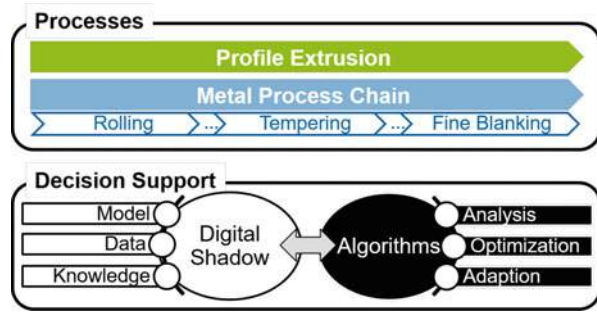 Processes
Profile Extrusion
Metal Process Chain
Rolling ... Tempering ... Fine Blanking
Decision Support
Model
Data
Knowledge
Digital
Shadow
Algorithms
Analysis
Optimization
Adaption